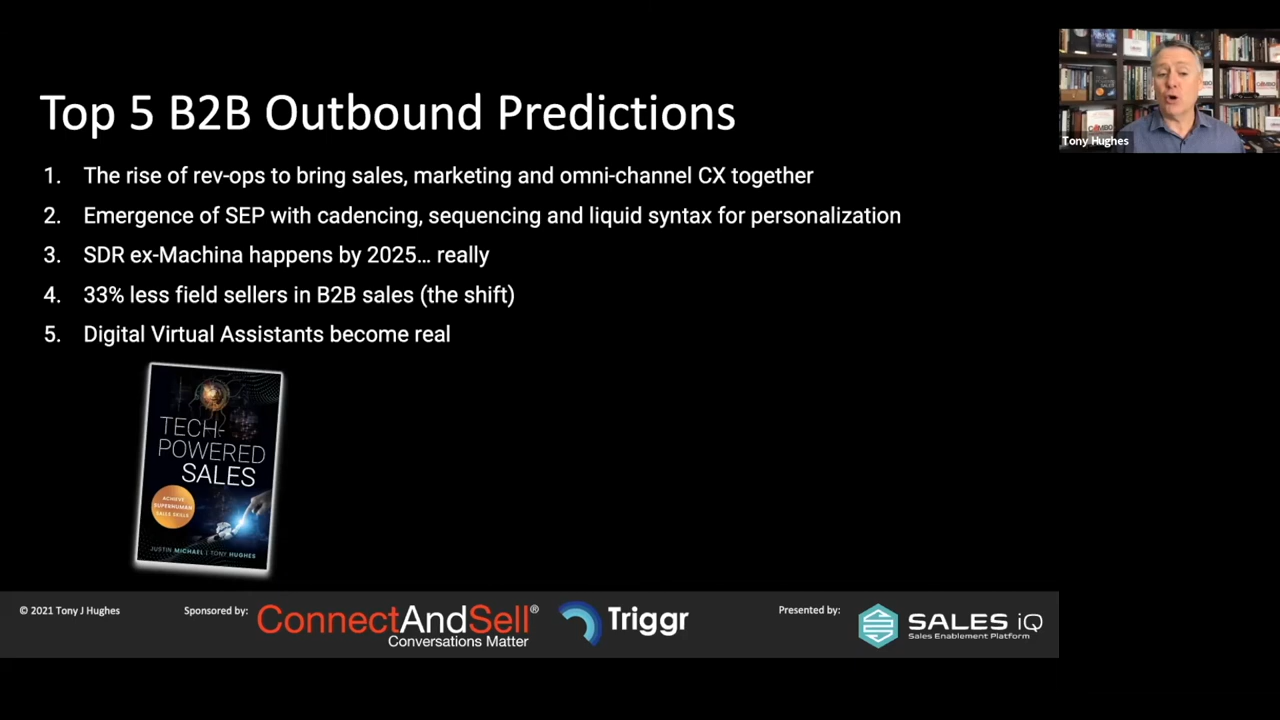 Top 5 B2B Outbound Predictions
1. The rise of rev-ops to bring sales, marketing and omni-channel CX together
2. Emergence of SEP with cadencing, sequencing and liquid syntax for personalization
3. SDR ex-Machina happens by 2025… really
4. 33% less field sellers in B2B sales (the shift)
5. Digital Virtual Assistants become real
Tony Hughes
TECH-
POWERED
SALES
ACHIEVE
SUPERHUMAN
SALES SKILLS
JUSTIN MICHAEL | TONY HUGHES
© 2021 Tony J Hughes
Sponsored by:
ConnectAndSell®
Conversations Matter
Triggr
Presented by:
SALES iQ
Sales Enablement Platform